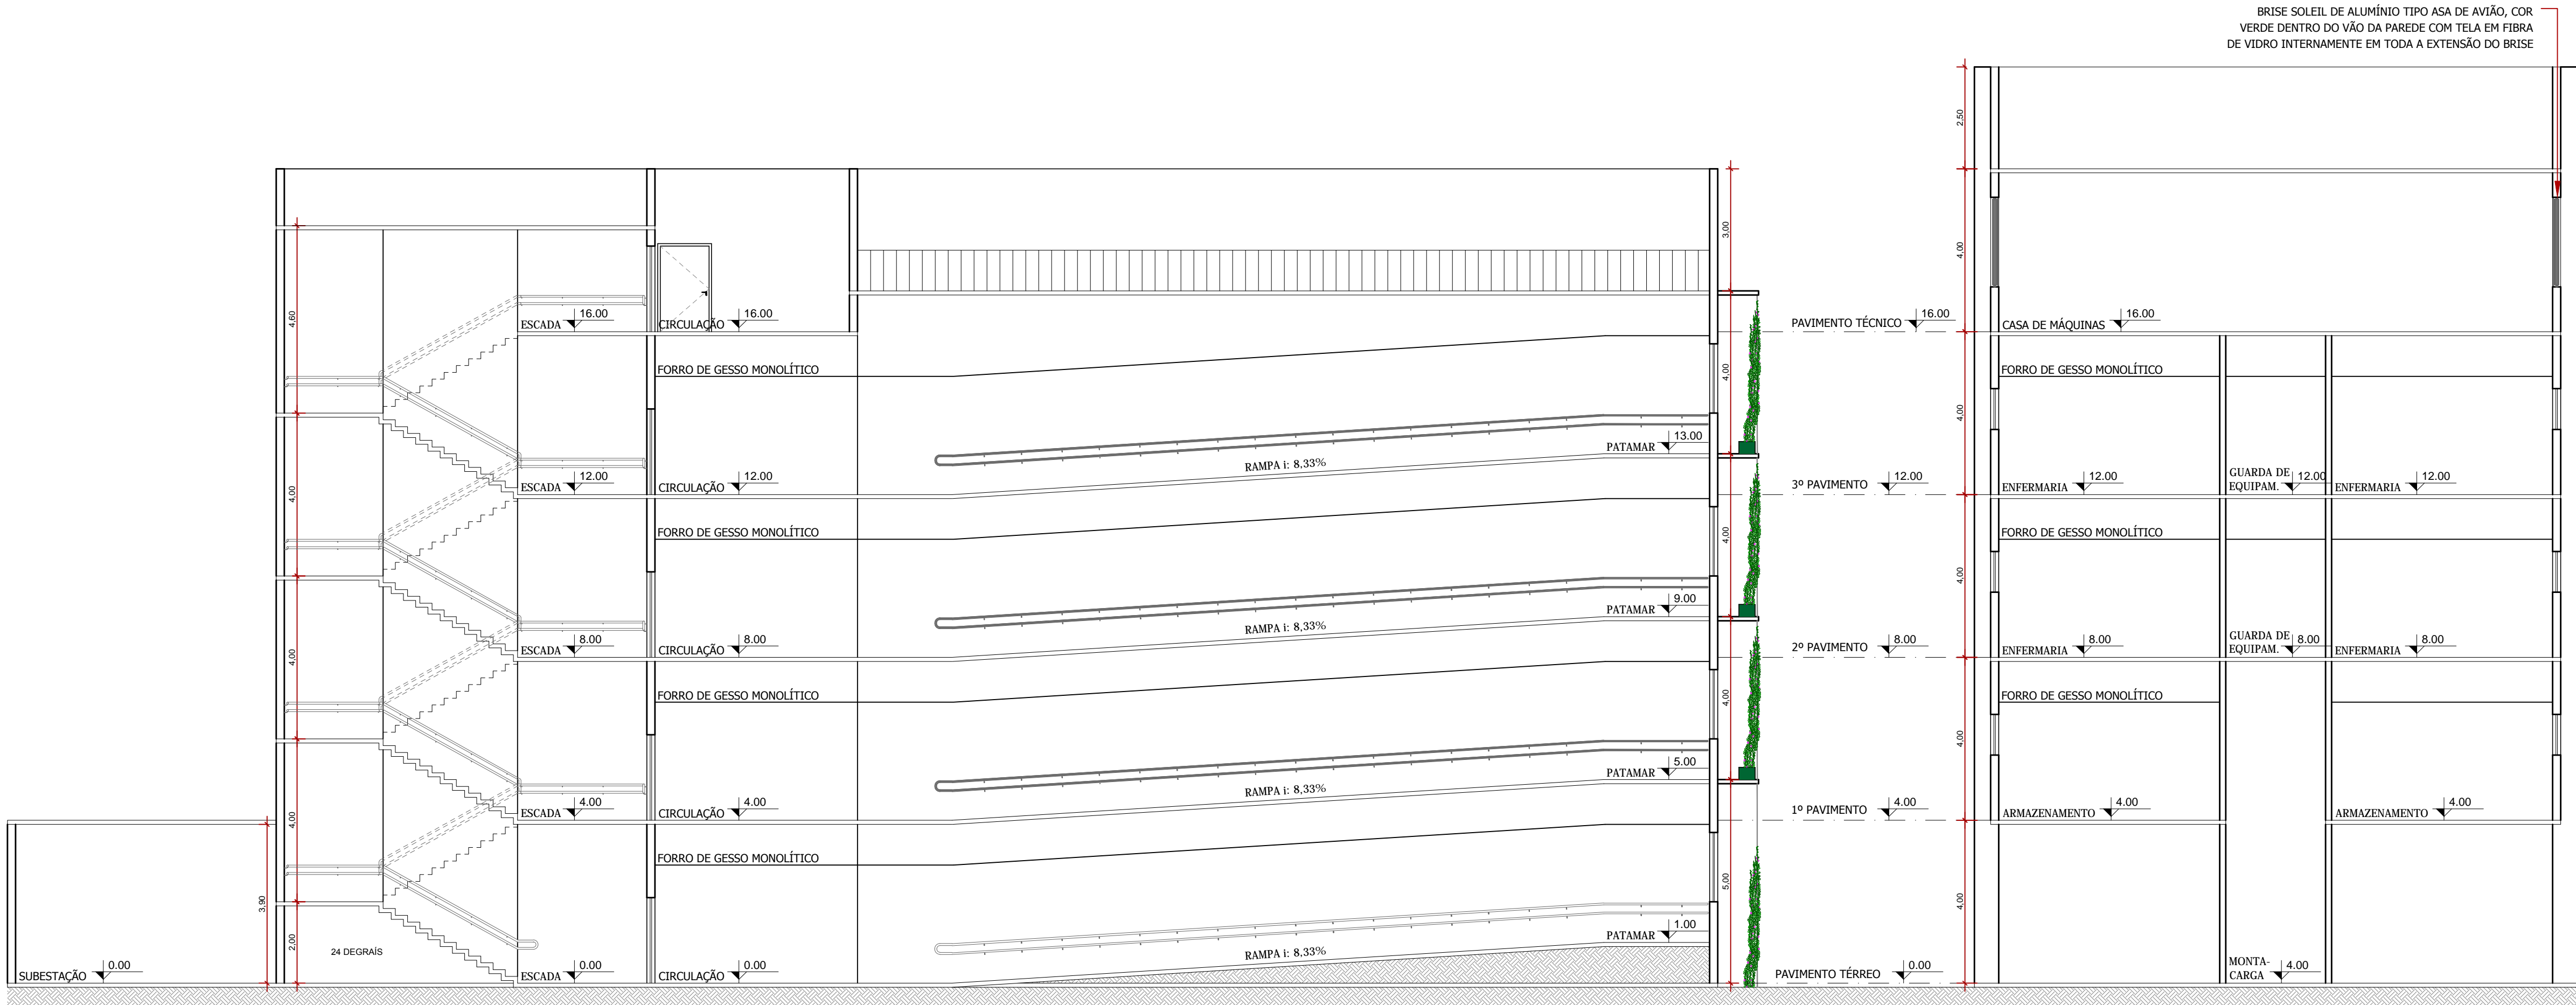 BRISE SOLEIL DE ALUMÍNIO TIPO ASA DE AVIÃO, COR
VERDE DENTRO DO VÃO DA PAREDE COM TELA EM FIBRA
DE VIDRO INTERNAMENTE EM TODA A EXTENSÃO DO BRISE
2,50
3,00
4,00
4,60
ESCADA 16.00
CIRCULAÇÃO 16.00
PAVIMENTO TÉCNICO 16.00
CASA DE MÁQUINAS 16.00
FORRO DE GESSO MONOLÍTICO
4,00
4,00
FORRO DE GESSO MONOLÍTICO
PATAMAR 13.00
RAMPA i: 8,33%
4,00
ESCADA 12.00
CIRCULAÇÃO 12.00
3º PAVIMENTO 12.00
ENFERMARIA 12.00
GUARDA DE
EQUIPAM. 12.00
ENFERMARIA 12.00
FORRO DE GESSO MONOLÍTICO
4,00
4,00
FORRO DE GESSO MONOLÍTICO
PATAMAR 9.00
RAMPA i: 8,33%
4,00
ESCADA 8.00
CIRCULAÇÃO 8.00
2º PAVIMENTO 8.00
ENFERMARIA 8.00
GUARDA DE
EQUIPAM. 8.00
ENFERMARIA 8.00
FORRO DE GESSO MONOLÍTICO
4,00
4,00
FORRO DE GESSO MONOLÍTICO
PATAMAR 5.00
RAMPA i: 8,33%
4,00
ESCADA 4.00
CIRCULAÇÃO 4.00
1º PAVIMENTO 4.00
ARMAZENAMENTO 4.00
ARMAZENAMENTO 4.00
FORRO DE GESSO MONOLÍTICO
3,90
5,00
4,00
PATAMAR 1.00
RAMPA i: 8,33%
2,00
24 DEGRAÍS
SUBESTAÇÃO 0.00
ESCADA 0.00
CIRCULAÇÃO 0.00
PAVIMENTO TÉRREO 0.00
MONTA-
CARGA 4.00